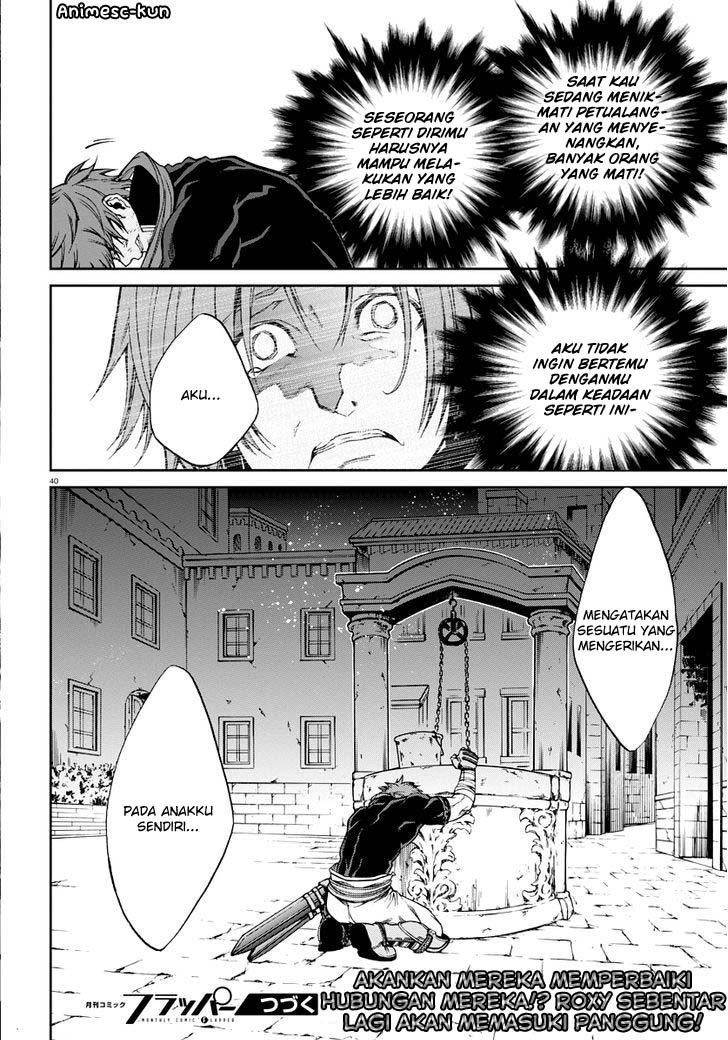 Animesc-kun
SAAT KAU
SEDANG MENIK-
MATI PETUALANG-
AN YANG MENYE-
NANGKAN,
BANYAK ORANG
YANG MATI!
SESEORANG
SEPERTI DIRIMU
HARUSNYA
MAMPU MELA-
KUKAN YANG
LEBIH BAIK!
AKU TIDAK
INGIN BERTEMU
DENGANMU
DALAM KEADAAN
SEPERTI INI-
AKU...
40
MENGATAKAN
SESUATU YANG
MENGERIKAN...
PADA ANAKKU
SENDIRI...
AKANKAN MEREKA MEMPERBAIKI
HUBUNGAN MEREKA!? ROXY SEBENTAR
LAGI AKAN MEMASUKI PANGGUNG!
月刊コミック
フラッパー
MONTHLY COMIC FLAPPER
つづく